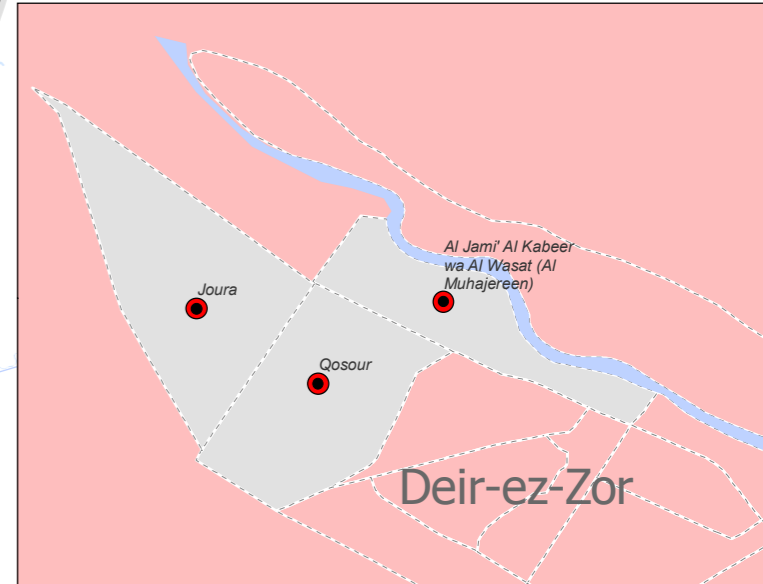 Al Jami' Al Kabeer
wa Al Wasat (Al
Muhajereen)
Joura
Qosour
Deir-ez-Zor